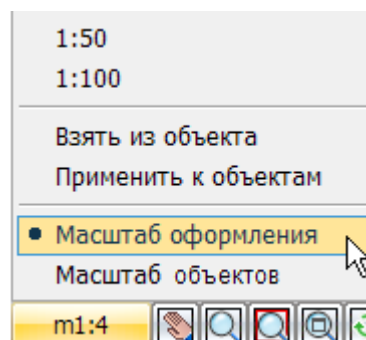 1:50
1:100
Взять из объекта
Применить к объектам
Масштаб оформления
Масштаб объектов
m1:4